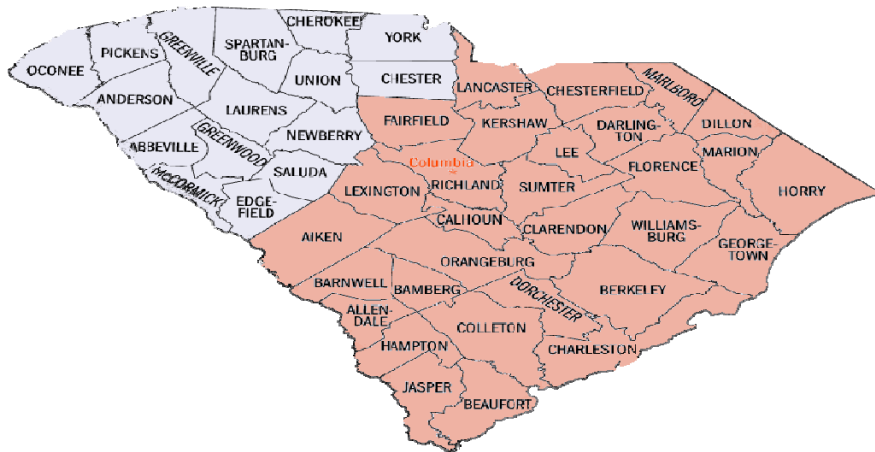 CHEROKEE
YORK
PICKENS
GREENVILLE
SPARTAN-
BURG
OCONEE
UNION
CHESTER
ANDERSON
LAURENS
LANCASTER
CHESTERFIELD
MARLBORO
FAIRFIELD
KERSHAW
DARLING-
TON
DILLON
NEWBERRY
ABBEVILLE
GREENWOOD
LEE
MARION
Columbia
SALUDA
FLORENCE
McCORMICK
LEXINGTON
RICHLAND
SUMTER
HORRY
EDGE-
FIELD
CALHOUN
CLARENDON
WILLIAMS-
BURG
AIKEN
GEORGE-
TOWN
ORANGEBURG
BARNWELL
BAMBERG
DORCHESTER
BERKELEY
ALLEN-
DALE
COLLETON
HAMPTON
CHARLESTON
JASPER
BEAUFORT